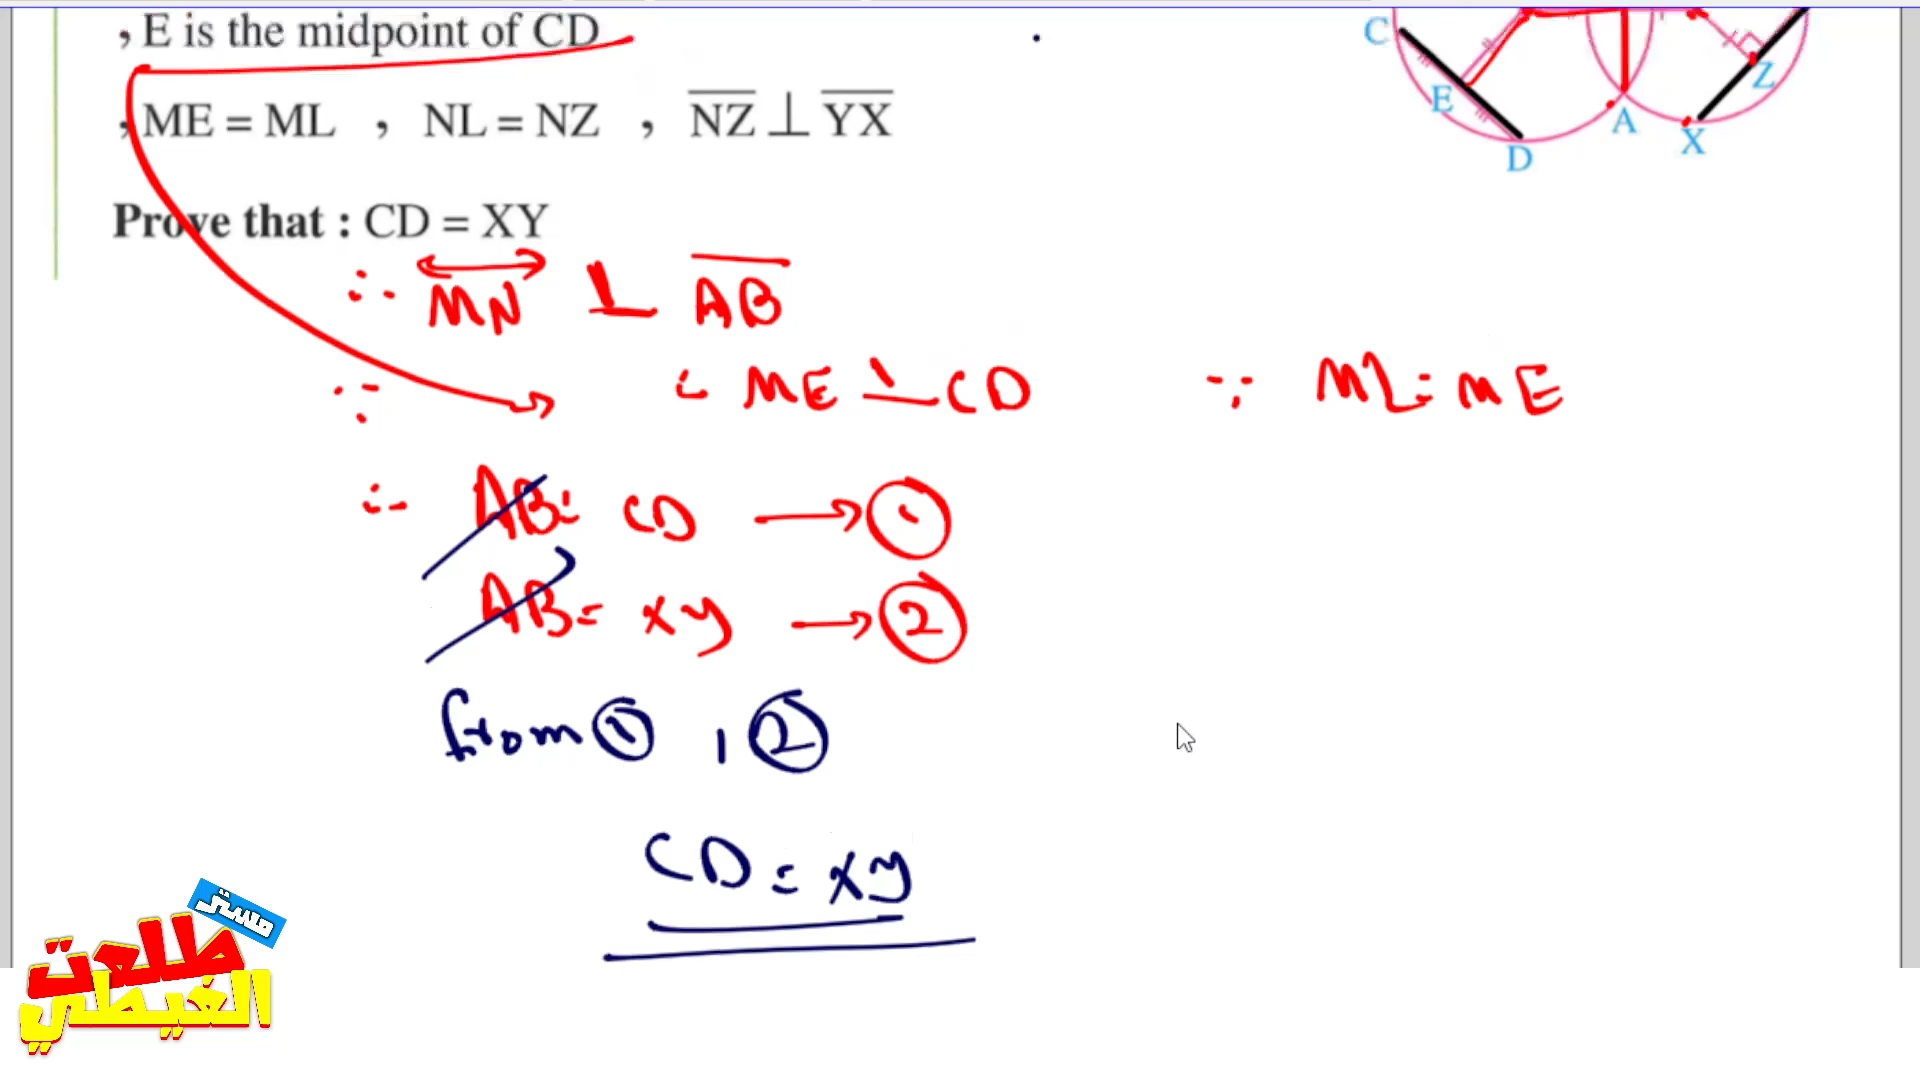 , E is the midpoint of CD
, ME = ML , NL = NZ , NZ ⊥ YX
Prove that : CD = XY
∴ MN ⊥ AB
∵ ∴ ME ⊥ CD ∵ ML = ME
∴ AB = CD → ①
AB = xy → ②
from ① , ②
CD = xy
C
E
D
A
X
Z
مستر
طلعت
الغيطي